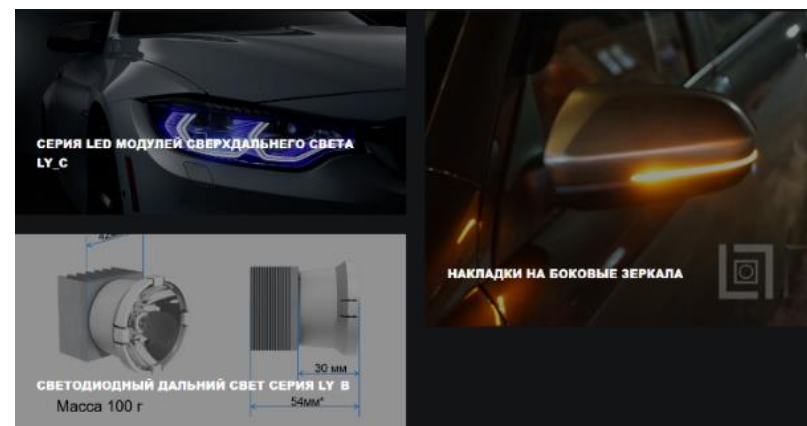 СЕРИЯ LED МОДУЛЕЙ СВЕРХДАЛЬНЕГО СВЕТА
LY_C
НАКЛАДКИ НА БОКОВЫЕ ЗЕРКАЛА
30 мм
СВЕТОДИОДНЫЙ ДАЛЬНИЙ СВЕТ СЕРИЯ LY_B
54мм*
Масса 100 г